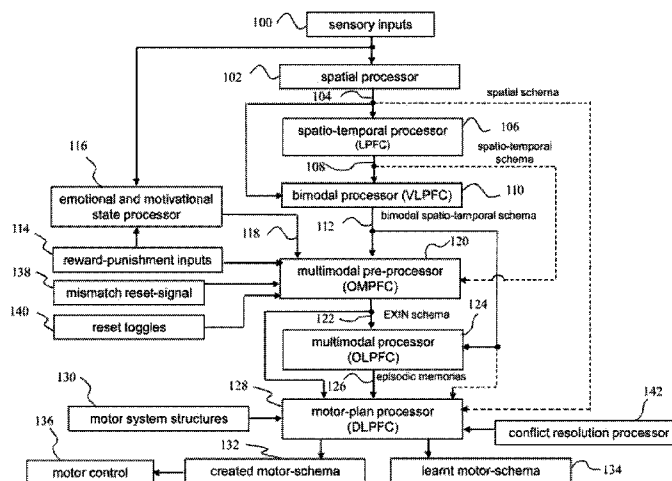 100
sensory inputs
102
spatial processor
104
spatial schema
spatio-temporal processor
(LPFC)
106
spatio-temporal
schema
108
116
emotional and motivational
state processor
bimodal processor (VLPFC)
110
112
bimodal spatio-temporal schema
118
114
reward-punishment inputs
120
multimodal pre-processor
(OMPFC)
138
mismatch reset-signal
140
reset toggles
122
EXIN schema
124
multimodal processor
(OLPFC)
126
episodic memories
128
130
motor system structures
motor-plan processor
(DLPFC)
142
conflict resolution processor
136
132
motor control
created motor-schema
learnt motor-schema
134